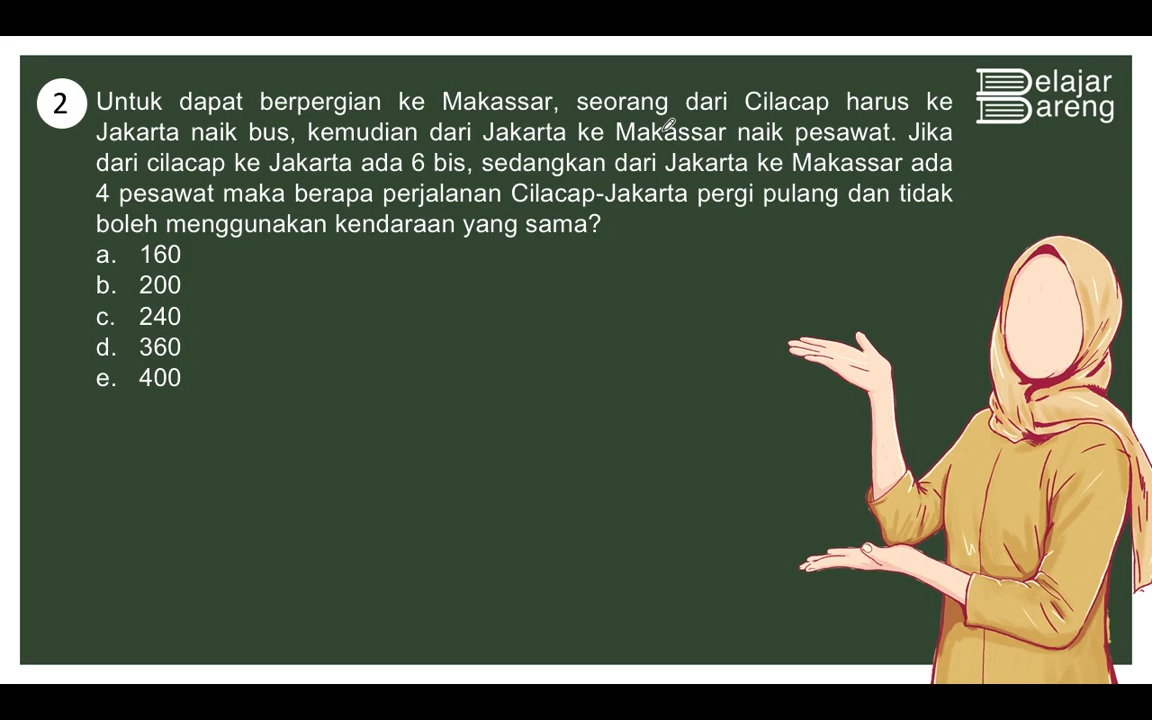 Belajar
Bareng
2
Untuk dapat berpergian ke Makassar, seorang dari Cilacap harus ke
Jakarta naik bus, kemudian dari Jakarta ke Makassar naik pesawat. Jika
dari cilacap ke Jakarta ada 6 bis, sedangkan dari Jakarta ke Makassar ada
4 pesawat maka berapa perjalanan Cilacap-Jakarta pergi pulang dan tidak
boleh menggunakan kendaraan yang sama?
a. 160
b. 200
c. 240
d. 360
e. 400